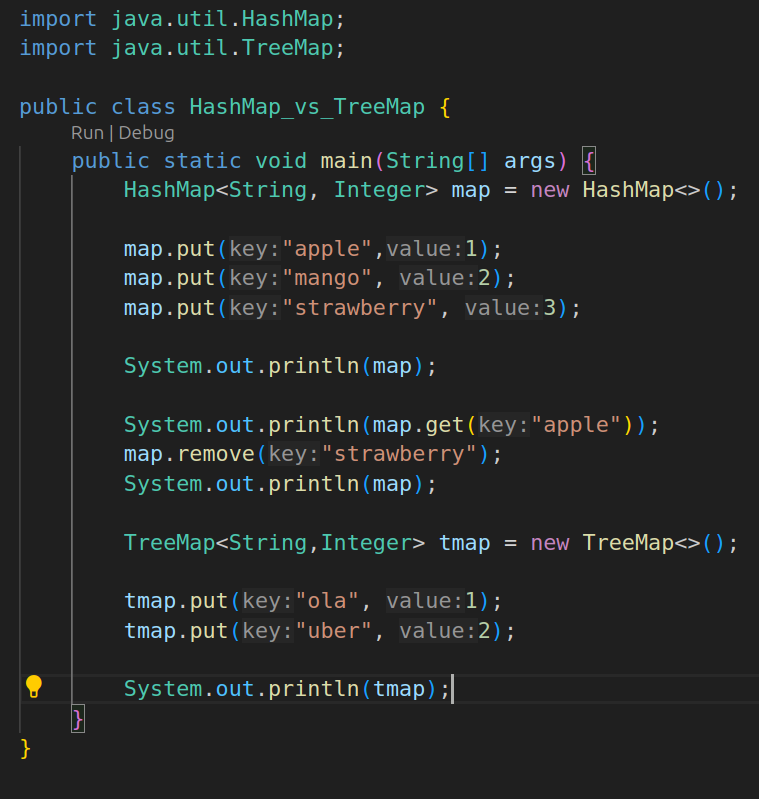 import java.util.HashMap;
import java.util.TreeMap;
public class HashMap_vs_TreeMap {
Run | Debug
public static void main(String[] args) {
HashMap<String, Integer> map = new HashMap<>();
map.put(key:"apple",value:1);
map.put(key:"mango", value:2);
map.put(key:"strawberry", value:3);
System.out.println(map);
System.out.println(map.get(key:"apple"));
map.remove(key:"strawberry");
System.out.println(map);
TreeMap<String,Integer> tmap = new TreeMap<>();
tmap.put(key:"ola", value:1);
tmap.put(key:"uber", value:2);
System.out.println(tmap);
}
}